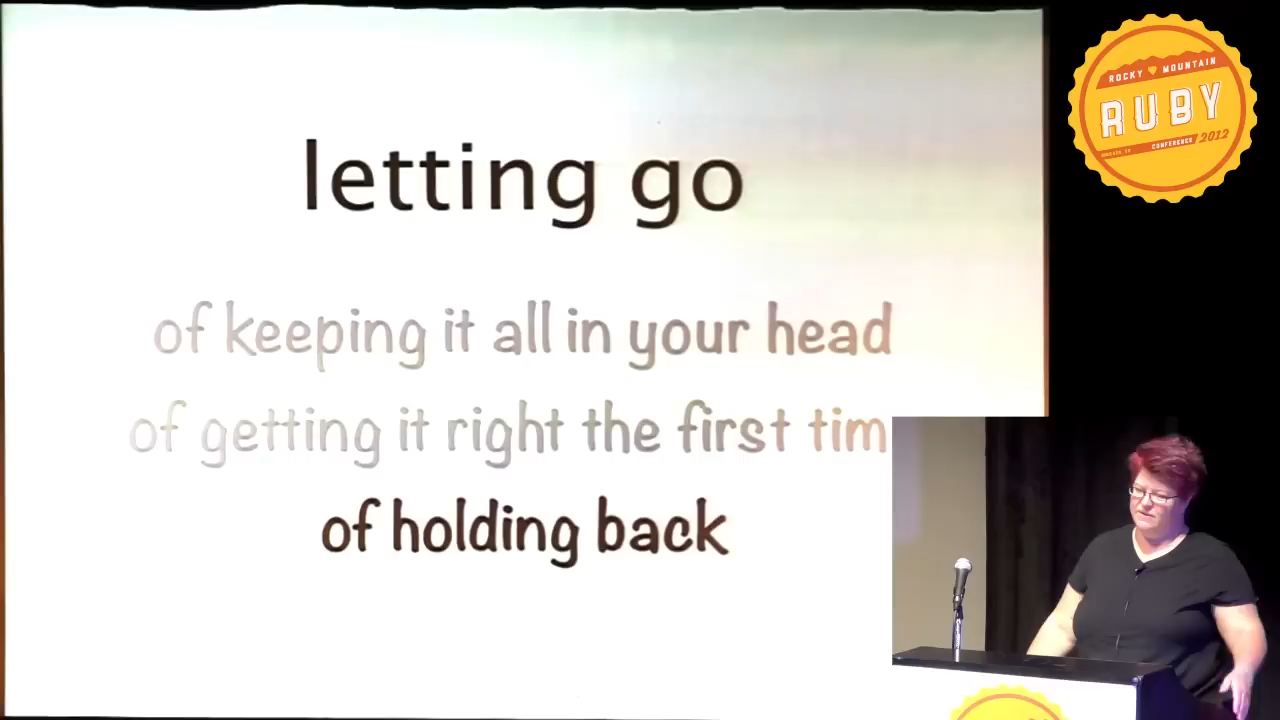 letting go
of keeping it all in your head
of getting it right the first tim
of holding back
ROCKY MOUNTAIN
RUBY
CONFERENCE 2012